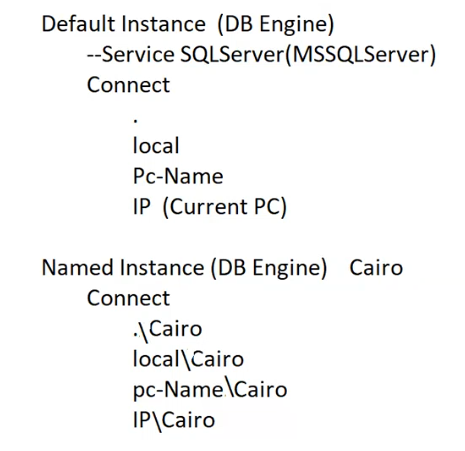 Default Instance (DB Engine)
--Service SQLServer(MSSQLServer)
Connect
.
local
Pc-Name
IP (Current PC)
Named Instance (DB Engine) Cairo
Connect
.\Cairo
local\Cairo
pc-Name\Cairo
IP\Cairo